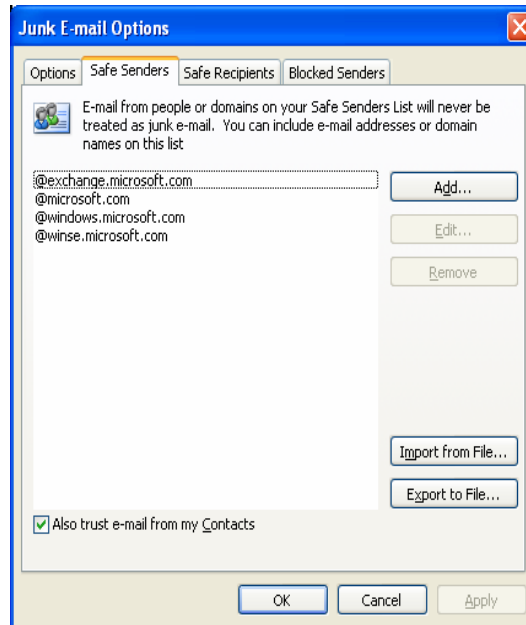 Junk E-mail Options
Options Safe Senders Safe Recipients Blocked Senders
E-mail from people or domains on your Safe Senders List will never be
treated as junk e-mail. You can include e-mail addresses or domain
names on this list
@exchange.microsoft.com
@microsoft.com
@windows.microsoft.com
@winse.microsoft.com
Add...
Edit...
Remove
Import from File...
Export to File...
Also trust e-mail from my Contacts
OK Cancel Apply